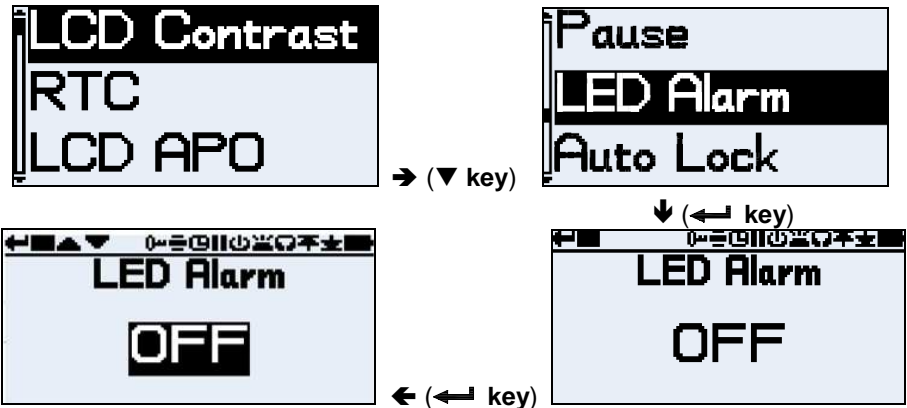 LCD Contrast
RTC
LCD APO
➔ (▼ key)
Pause
LED Alarm
Auto Lock
🡫 (↵ key)
LED Alarm
OFF
🡨 (↵ key)
LED Alarm
OFF